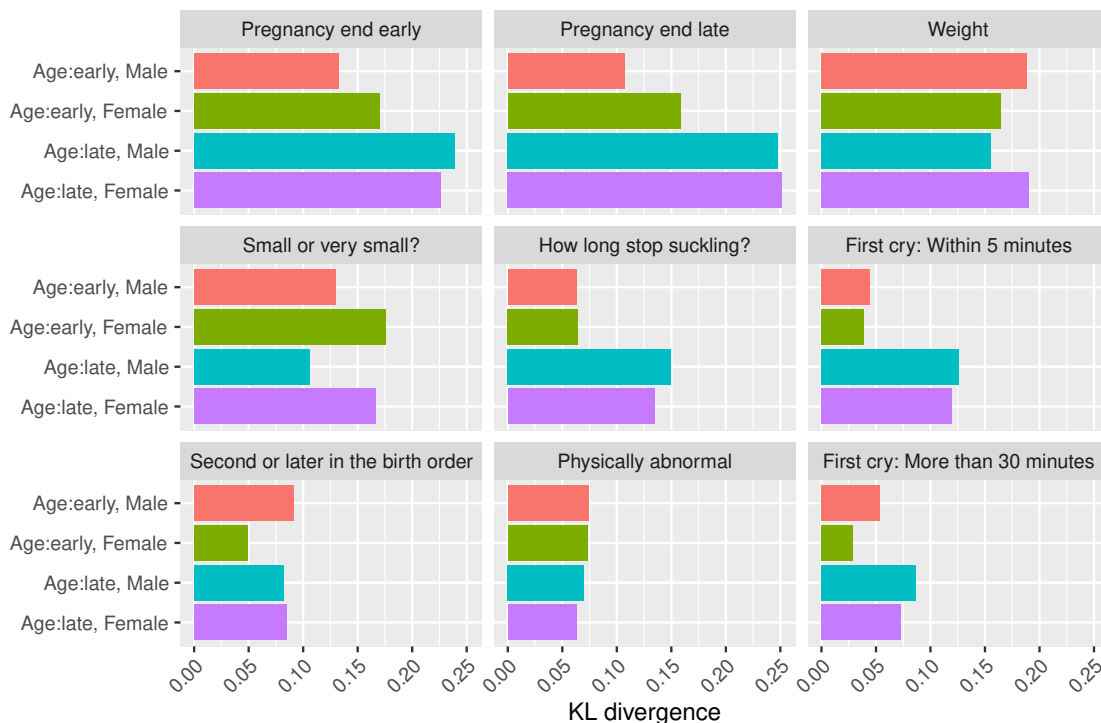 Pregnancy end early Pregnancy end late Weight
Age:early, Male
Age:early, Female
Age:late, Male
Age:late, Female
Small or very small? How long stop suckling? First cry: Within 5 minutes
Age:early, Male
Age:early, Female
Age:late, Male
Age:late, Female
Second or later in the birth order Physically abnormal First cry: More than 30 minutes
Age:early, Male
Age:early, Female
Age:late, Male
Age:late, Female
0.00 0.05 0.10 0.15 0.20 0.25 0.00 0.05 0.10 0.15 0.20 0.25 0.00 0.05 0.10 0.15 0.20 0.25
KL divergence